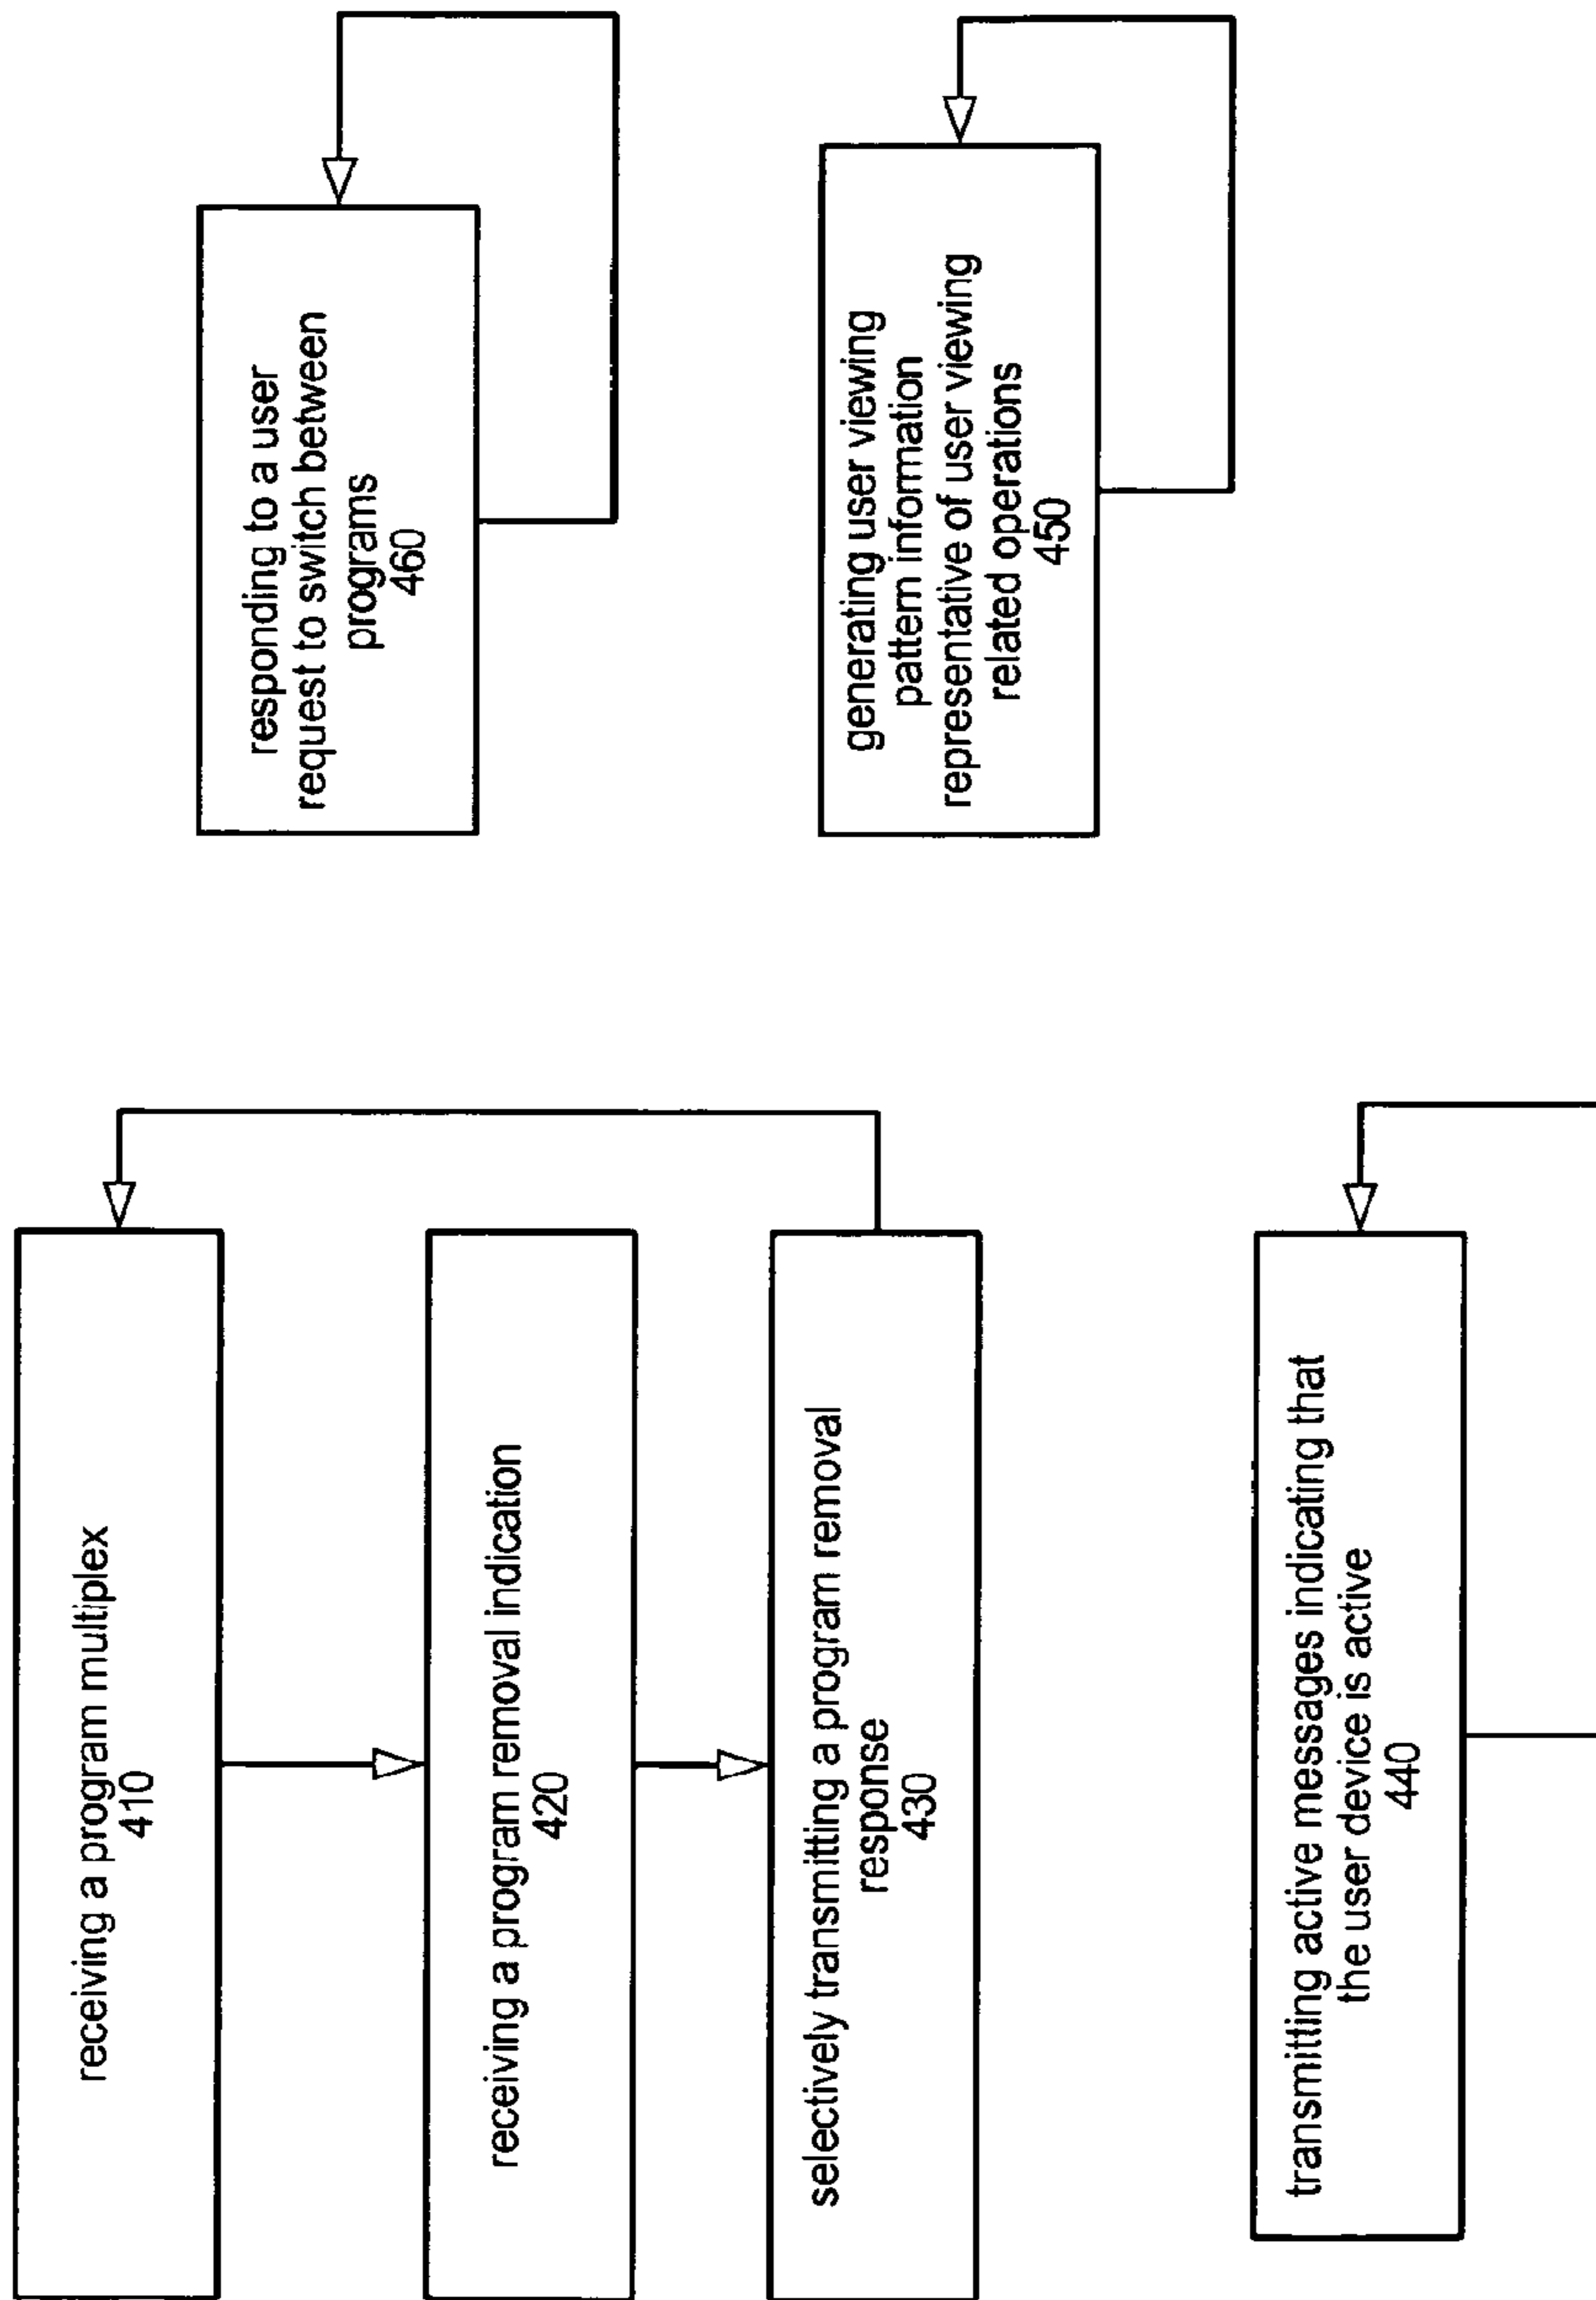 receiving a program multiplex
410
receiving a program removal indication
420
selectively transmitting a program removal
response
430
transmitting active messages indicating that
the user device is active
440
responding to a user
request to switch between
programs
460
generating user viewing
pattern information
representative of user viewing
related operations
450